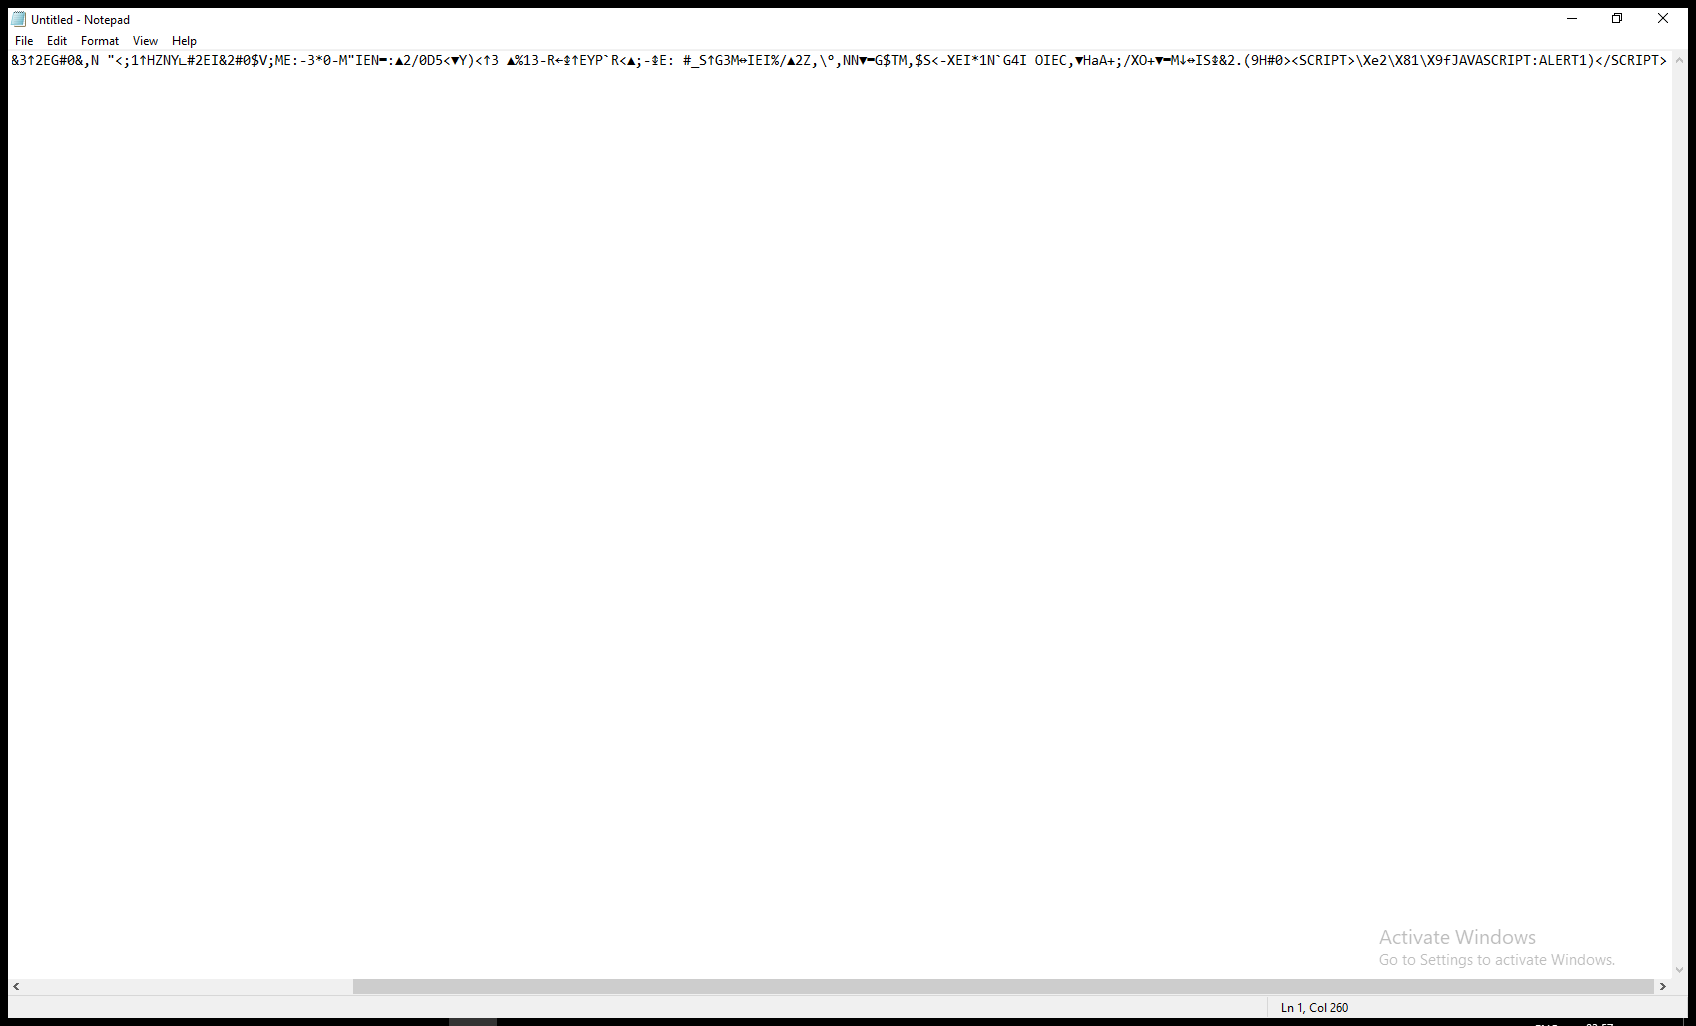 Untitled - Notepad
File Edit Format View Help
&3↑2EG#0&,N "<;1↑HZNY∟#2EI&2#0$V;ME:-3*0-M"IEN▬:▲2/0D5<▼Y)<↑3 ▲%13-R←↨↑EYP`R<▲;-↨E: #_S↑G3M↔IEI%/▲2Z,\°,NN▼▬G$TM,$S<-XEI*1N`G4I OIEC,▼HaA+;/XO+▼▬M↓↔IS↨&2.(9H#0><SCRIPT>\Xe2\X81\X9fJAVASCRIPT:ALERT1)</SCRIPT>
Activate Windows
Go to Settings to activate Windows.
Ln 1, Col 260